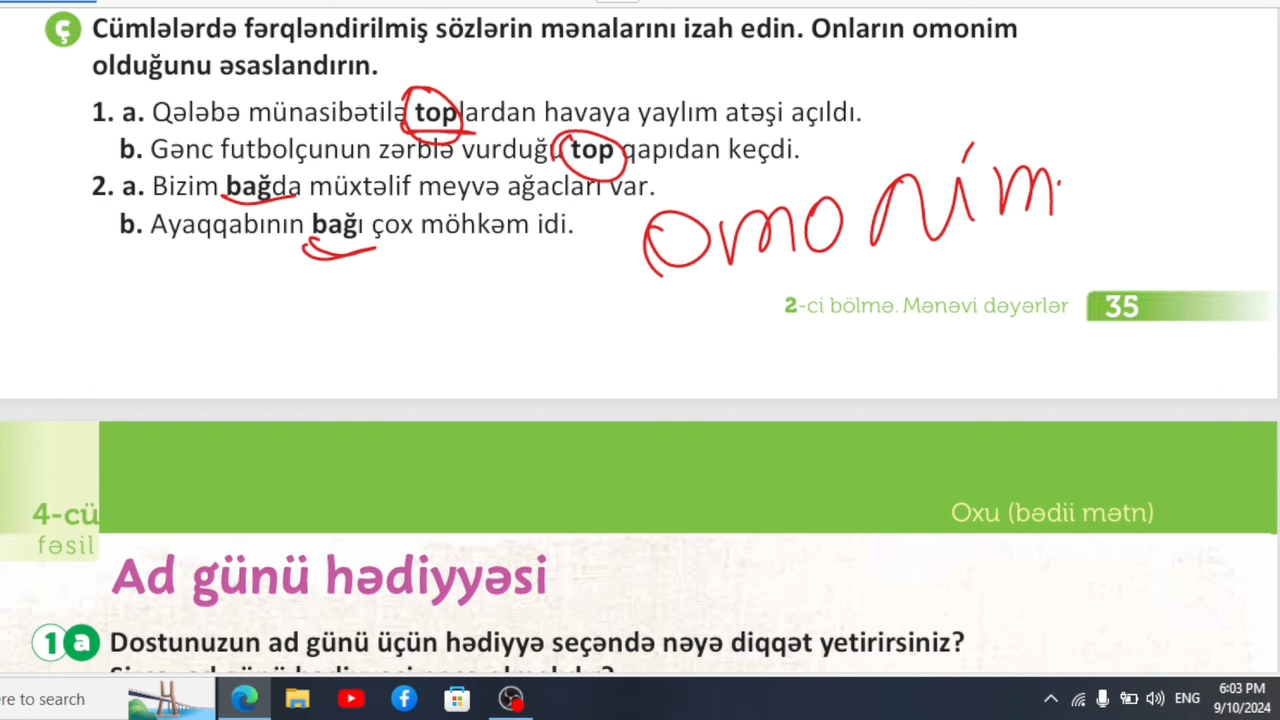 ç Cümlələrdə fərqləndirilmiş sözlərin mənalarını izah edin. Onların omonim
olduğunu əsaslandırın.
1. a. Qələbə münasibətilə toplardan havaya yaylım atəşi açıldı.
b. Gənc futbolçunun zərblə vurduğu top qapıdan keçdi.
2. a. Bizim bağda müxtəlif meyvə ağacları var.
b. Ayaqqabının bağı çox möhkəm idi.
omonim
2-ci bölmə. Mənəvi dəyərlər 35
4-cü
fəsil
Oxu (bədii mətn)
Ad günü hədiyyəsi
1 a Dostunuzun ad günü üçün hədiyyə seçəndə nəyə diqqət yetirirsiniz?
ere to search
ENG
6:03 PM
9/10/2024